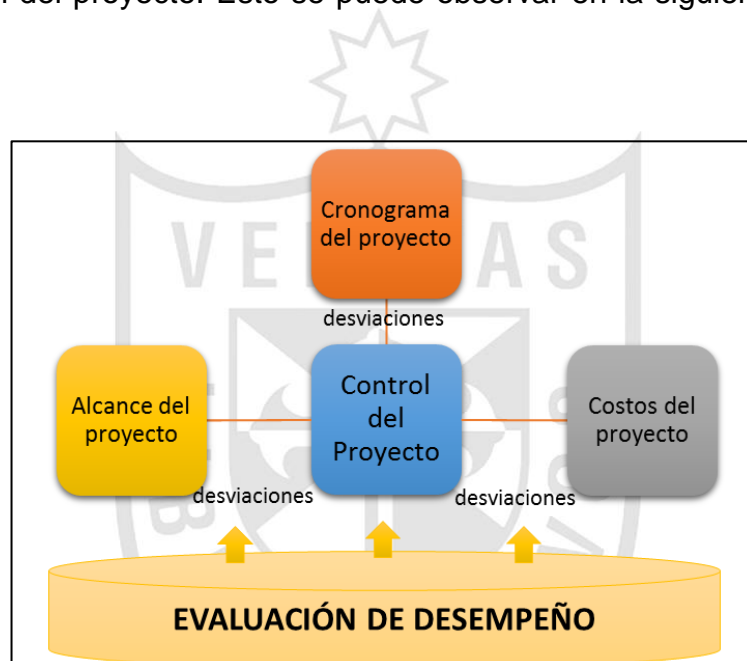 del proyecto. Esto se puede observar en la
Cronograma
del proyecto
desviaciones
Alcance del
proyecto
Control
del
Proyecto
Costos del
proyecto
desviaciones
desviaciones
EVALUACIÓN DE DESEMPEÑO